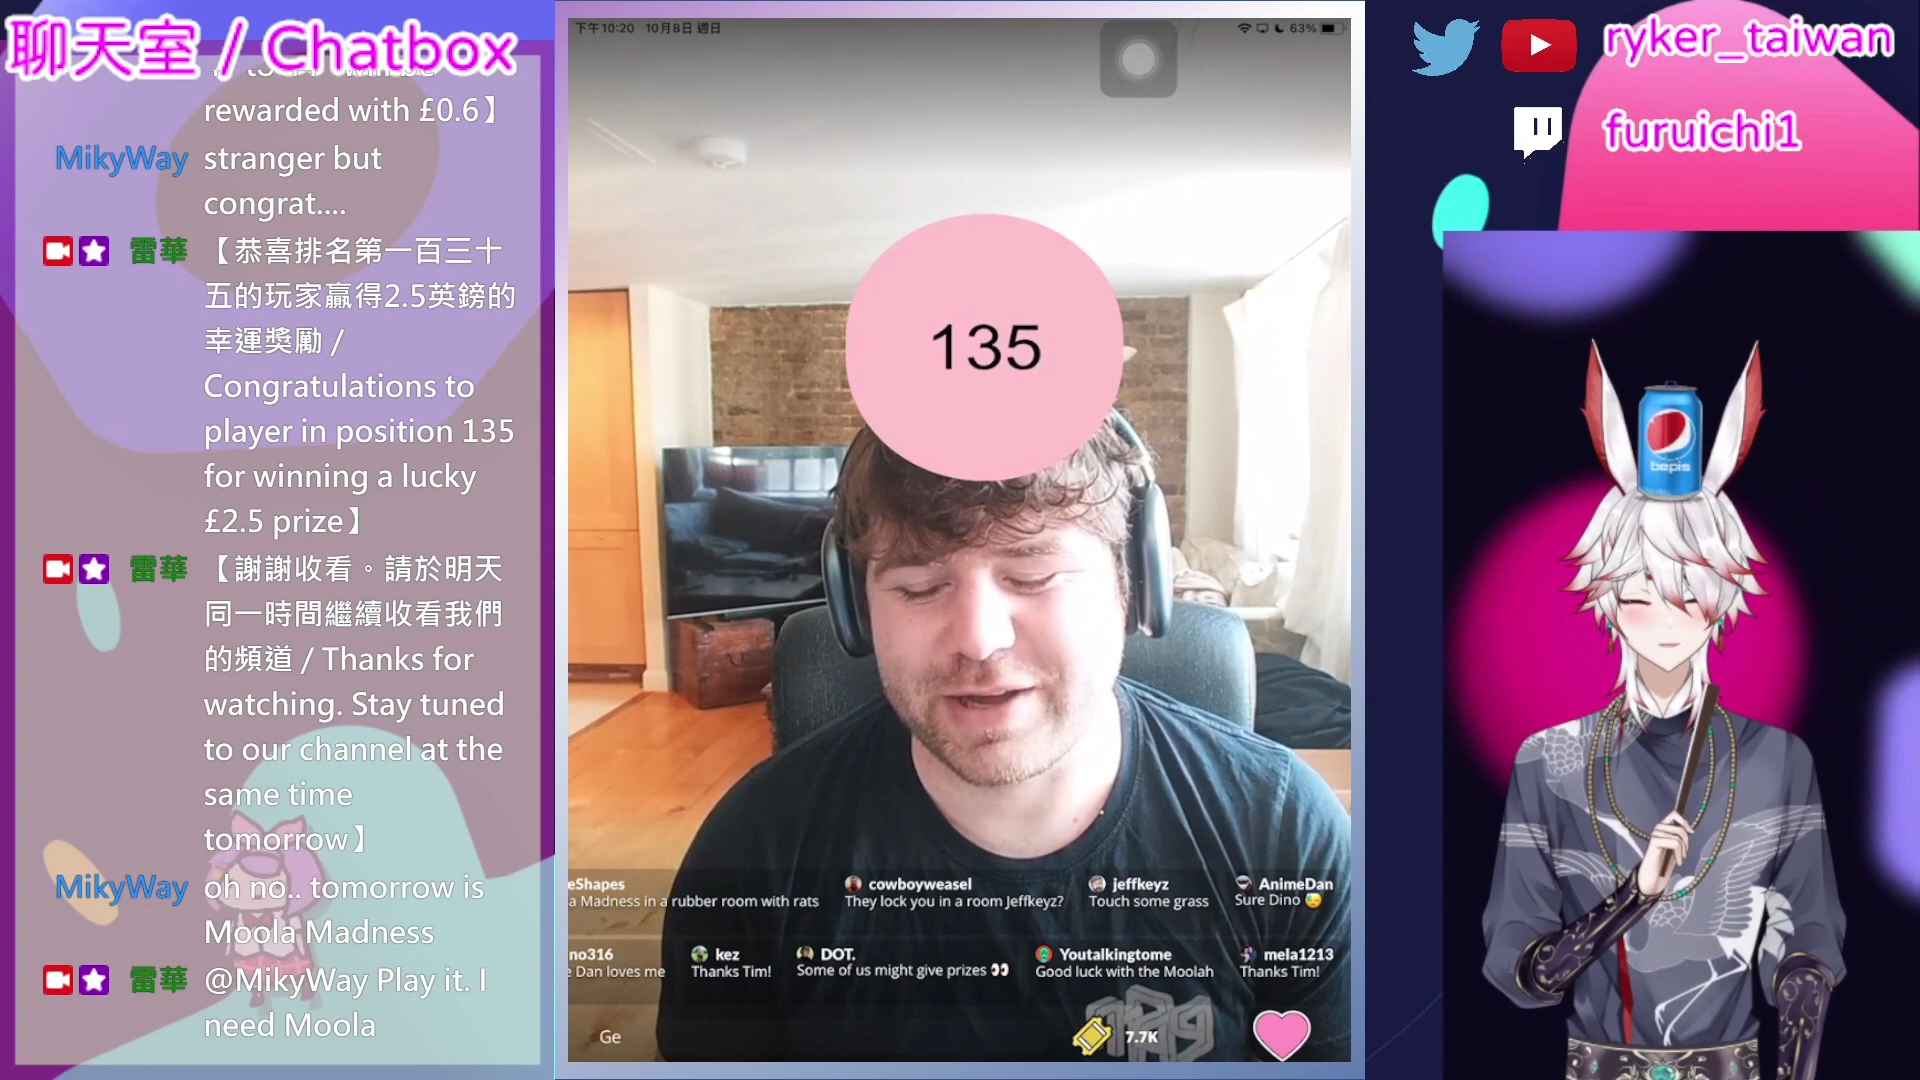 聊天室 / Chatbox
rewarded with £0.6】
MikyWay stranger but
congrat....
雷華 【恭喜排名第一百三十
五的玩家贏得2.5英鎊的
幸運獎勵 /
Congratulations to
player in position 135
for winning a lucky
£2.5 prize】
雷華 【謝謝收看。請於明天
同一時間繼續收看我們
的頻道 / Thanks for
watching. Stay tuned
to our channel at the
same time
tomorrow】
MikyWay oh no.. tomorrow is
Moola Madness
雷華 @MikyWay Play it. I
need Moola
下午10:20 10月8日 週日
63%
135
eShapes
a Madness in a rubber room with rats
cowboyweasel
They lock you in a room Jeffkeyz?
jeffkeyz
Touch some grass
AnimeDan
Sure Dino
no316
e Dan loves me
kez
Thanks Tim!
DOT.
Some of us might give prizes
Youtalkingtome
Good luck with the Moolah
mela1213
Thanks Tim!
Ge
7.7K
ryker_taiwan
furuichi1
bepis